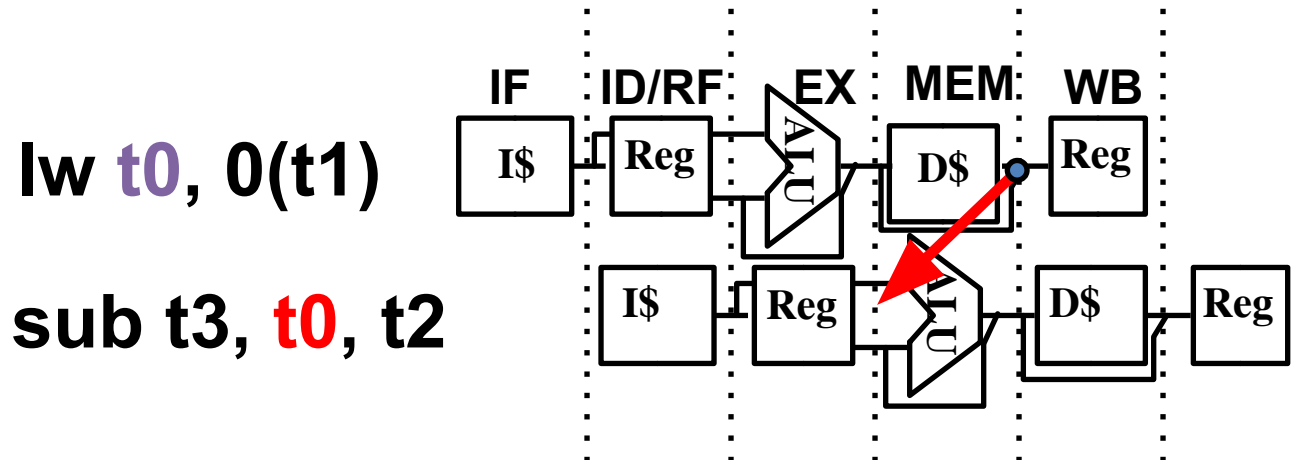 IF ID/RF EX MEM WB
lw t0, 0(t1) I$ Reg ALU D$ Reg
sub t3, t0, t2 I$ Reg ALU D$ Reg